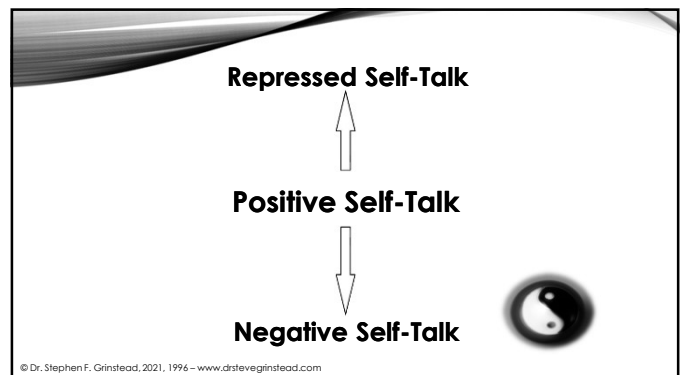 Repressed Self-Talk
Positive Self-Talk
Negative Self-Talk
© Dr. Stephen F. Grinstead, 2021, 1996 – www.drstevegrinstead.com